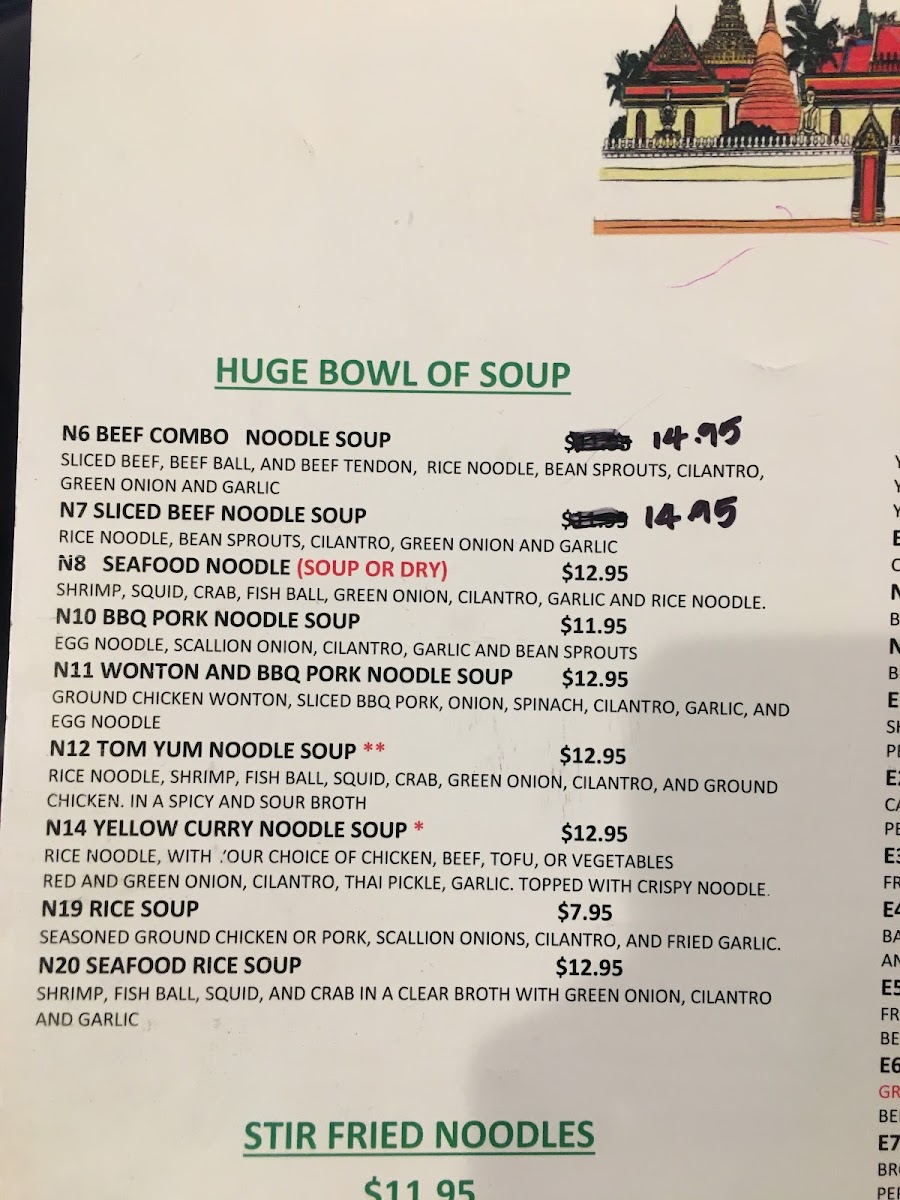 HUGE BOWL OF SOUP
N6 BEEF COMBO NOODLE SOUP 14.95
SLICED BEEF, BEEF BALL, AND BEEF TENDON, RICE NOODLE, BEAN SPROUTS, CILANTRO,
GREEN ONION AND GARLIC
N7 SLICED BEEF NOODLE SOUP 14.95
RICE NOODLE, BEAN SPROUTS, CILANTRO, GREEN ONION AND GARLIC
N8 SEAFOOD NOODLE (SOUP OR DRY) $12.95
SHRIMP, SQUID, CRAB, FISH BALL, GREEN ONION, CILANTRO, GARLIC AND RICE NOODLE.
N10 BBQ PORK NOODLE SOUP $11.95
EGG NOODLE, SCALLION ONION, CILANTRO, GARLIC AND BEAN SPROUTS
N11 WONTON AND BBQ PORK NOODLE SOUP $12.95
GROUND CHICKEN WONTON, SLICED BBQ PORK, ONION, SPINACH, CILANTRO, GARLIC, AND
EGG NOODLE
N12 TOM YUM NOODLE SOUP ** $12.95
RICE NOODLE, SHRIMP, FISH BALL, SQUID, CRAB, GREEN ONION, CILANTRO, AND GROUND
CHICKEN. IN A SPICY AND SOUR BROTH
N14 YELLOW CURRY NOODLE SOUP * $12.95
RICE NOODLE, WITH YOUR CHOICE OF CHICKEN, BEEF, TOFU, OR VEGETABLES
RED AND GREEN ONION, CILANTRO, THAI PICKLE, GARLIC. TOPPED WITH CRISPY NOODLE.
N19 RICE SOUP $7.95
SEASONED GROUND CHICKEN OR PORK, SCALLION ONIONS, CILANTRO, AND FRIED GARLIC.
N20 SEAFOOD RICE SOUP $12.95
SHRIMP, FISH BALL, SQUID, AND CRAB IN A CLEAR BROTH WITH GREEN ONION, CILANTRO
AND GARLIC
STIR FRIED NOODLES
$11.95